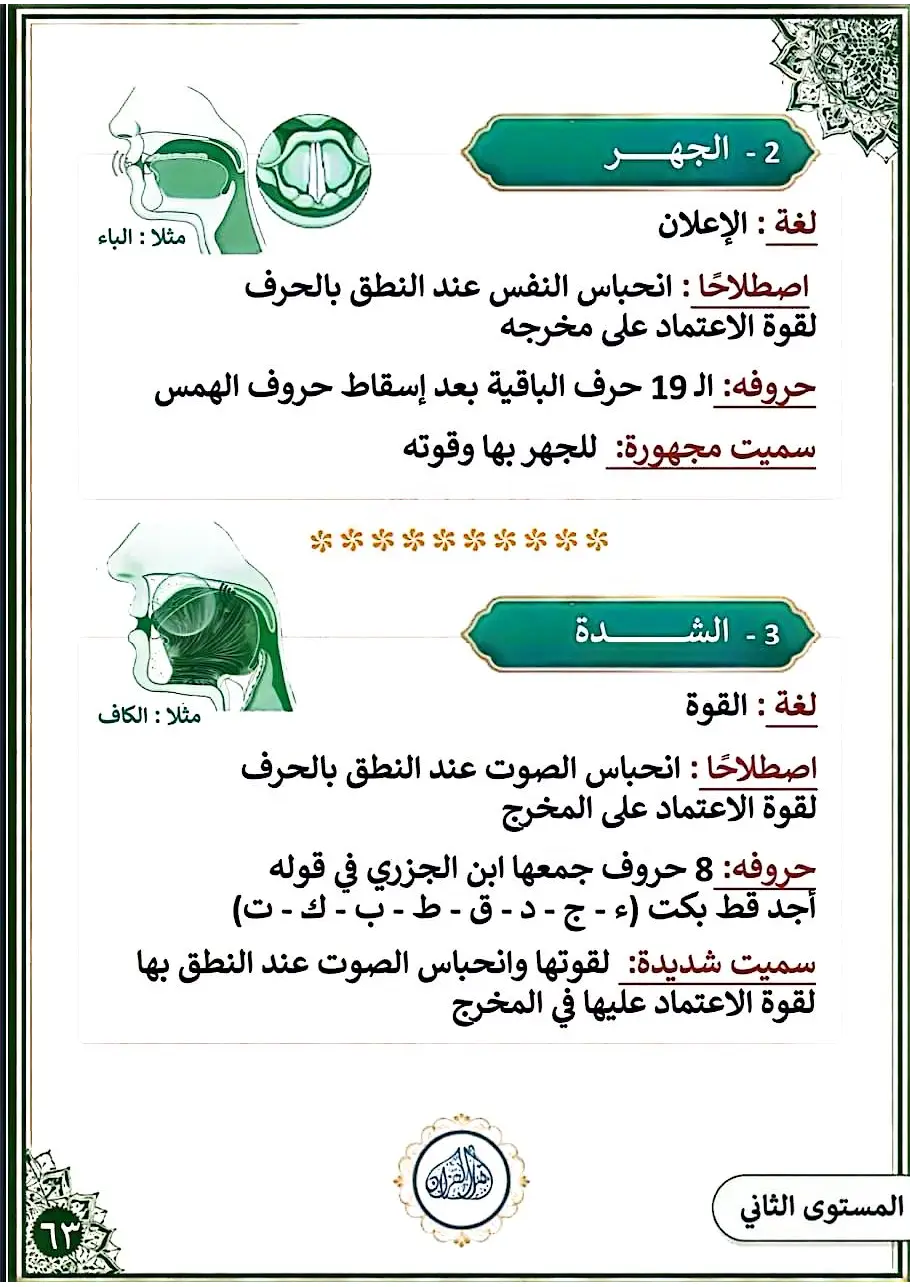 2 - الجهـــــر
مثلا : الباء
لغة : الإعلان
اصطلاحًا : انحباس النفس عند النطق بالحرف
لقوة الاعتماد على مخرجه
حروفه: الـ 19 حرف الباقية بعد إسقاط حروف الهمس
سميت مجهورة: للجهر بها وقوته
3 - الشـــــــدة
مثلا : الكاف
لغة : القوة
اصطلاحًا : انحباس الصوت عند النطق بالحرف
لقوة الاعتماد على المخرج
حروفه: 8 حروف جمعها ابن الجزري في قوله
أجد قط بكت (ء - ج - د - ق - ط - ب - ك - ت)
سميت شديدة: لقوتها وانحباس الصوت عند النطق بها
لقوة الاعتماد عليها في المخرج
المستوى الثاني
٦٣